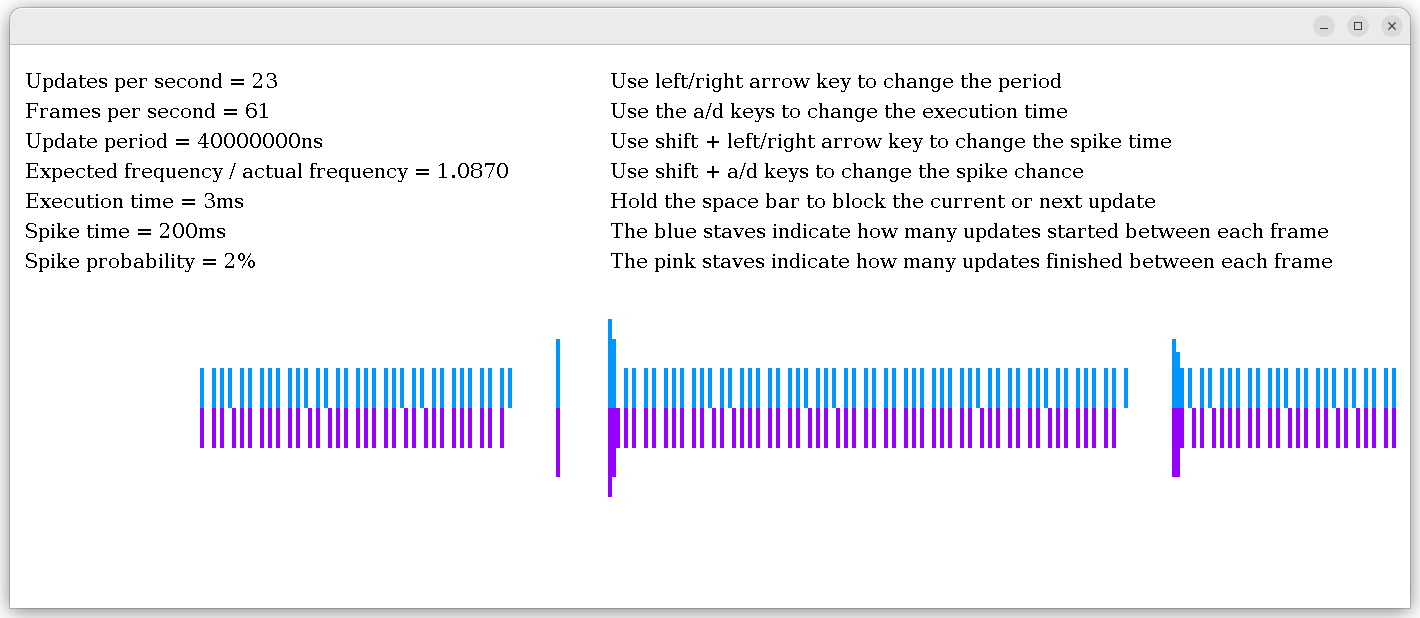 Updates per second = 23
Frames per second = 61
Update period = 40000000ns
Expected frequency / actual frequency = 1.0870
Execution time = 3ms
Spike time = 200ms
Spike probability = 2%
Use left/right arrow key to change the period
Use the a/d keys to change the execution time
Use shift + left/right arrow key to change the spike time
Use shift + a/d keys to change the spike chance
Hold the space bar to block the current or next update
The blue staves indicate how many updates started between each frame
The pink staves indicate how many updates finished between each frame